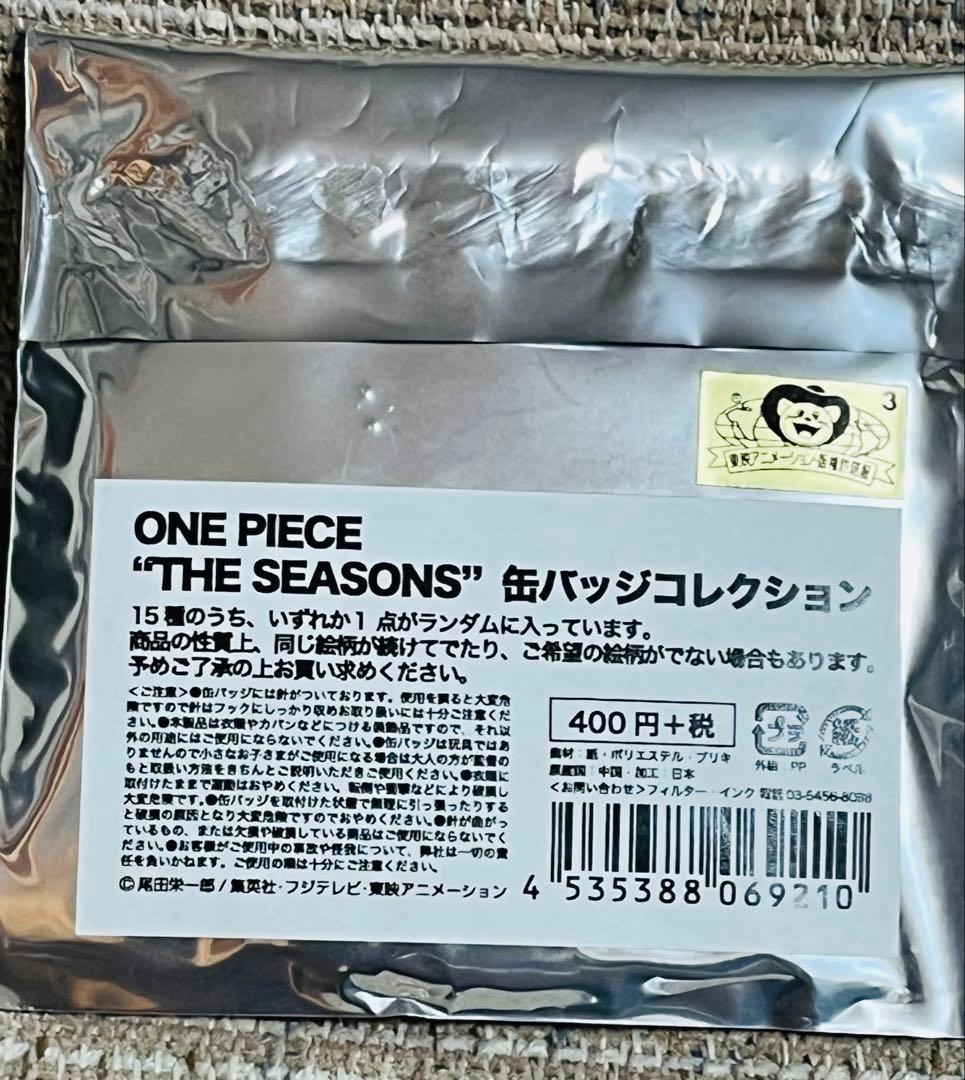 3
東映アニメーション
ONE PIECE
“THE SEASONS” 缶バッジコレクション
15種のうち、いずれか1点がランダムに入っています。
商品の性質上、同じ絵柄が続けてでたり、ご希望の絵柄がでない場合もあります。
予めご了承の上お買い求めください。
<ご注意>●缶バッジには針がついております。使用を誤ると大変危
険ですので針はフックにしっかり収めお取り扱いには十分ご注意くだ
さい。●本製品は衣類やカバンなどにつける装飾品ですので、それ以
外の用途にはご使用にならないでください。●缶バッジは玩具ではあ
りませんので小さなお子さまがご使用になる場合は大人の方が監督の
もと取扱い方法をきちんとご説明いただきご使用ください。●衣類に
取付けたままで運動はおやめください。転倒や衝撃などにより破損し
大変危険です。●缶バッジを取付けた状態で無理に引っ張ったりする
と破損の原因となり大変危険ですのでおやめください。●針が曲がっ
ているもの、または欠損や破損している商品はご使用にならないでく
ださい。●お客様がご使用中の事故や怪我について、弊社は一切の責
任を負いかねます。ご使用の際は十分にご注意ください。
©尾田栄一郎/集英社・フジテレビ・東映アニメーション
400円+税
プラ
外袋：PP
ラベル
素材：紙・ポリエステル・ブリキ
原産国：中国・加工：日本
<お問い合わせ>フィルター・インク 電話 03-5456-8088
4 535388 069210